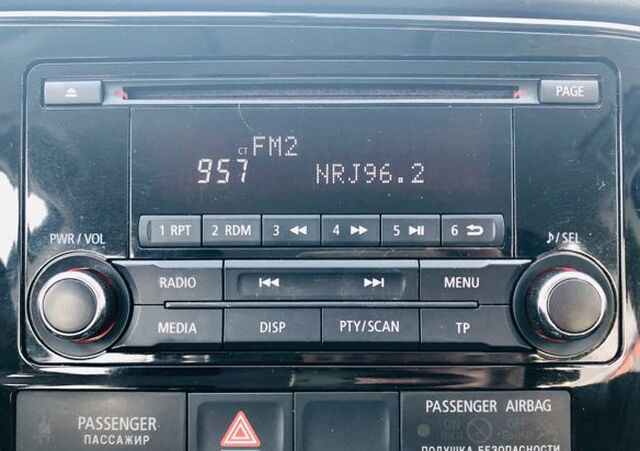 PAGE
CT FM2
957 NRJ96.2
1 RPT 2 RDM 3 4 5 6
PWR / VOL
/ SEL
RADIO MENU
MEDIA DISP PTY/SCAN TP
PASSENGER
ПАССАЖИР
PASSENGER AIRBAG
ON OFF
ПОДУШКА БЕЗОПАСНОСТИ